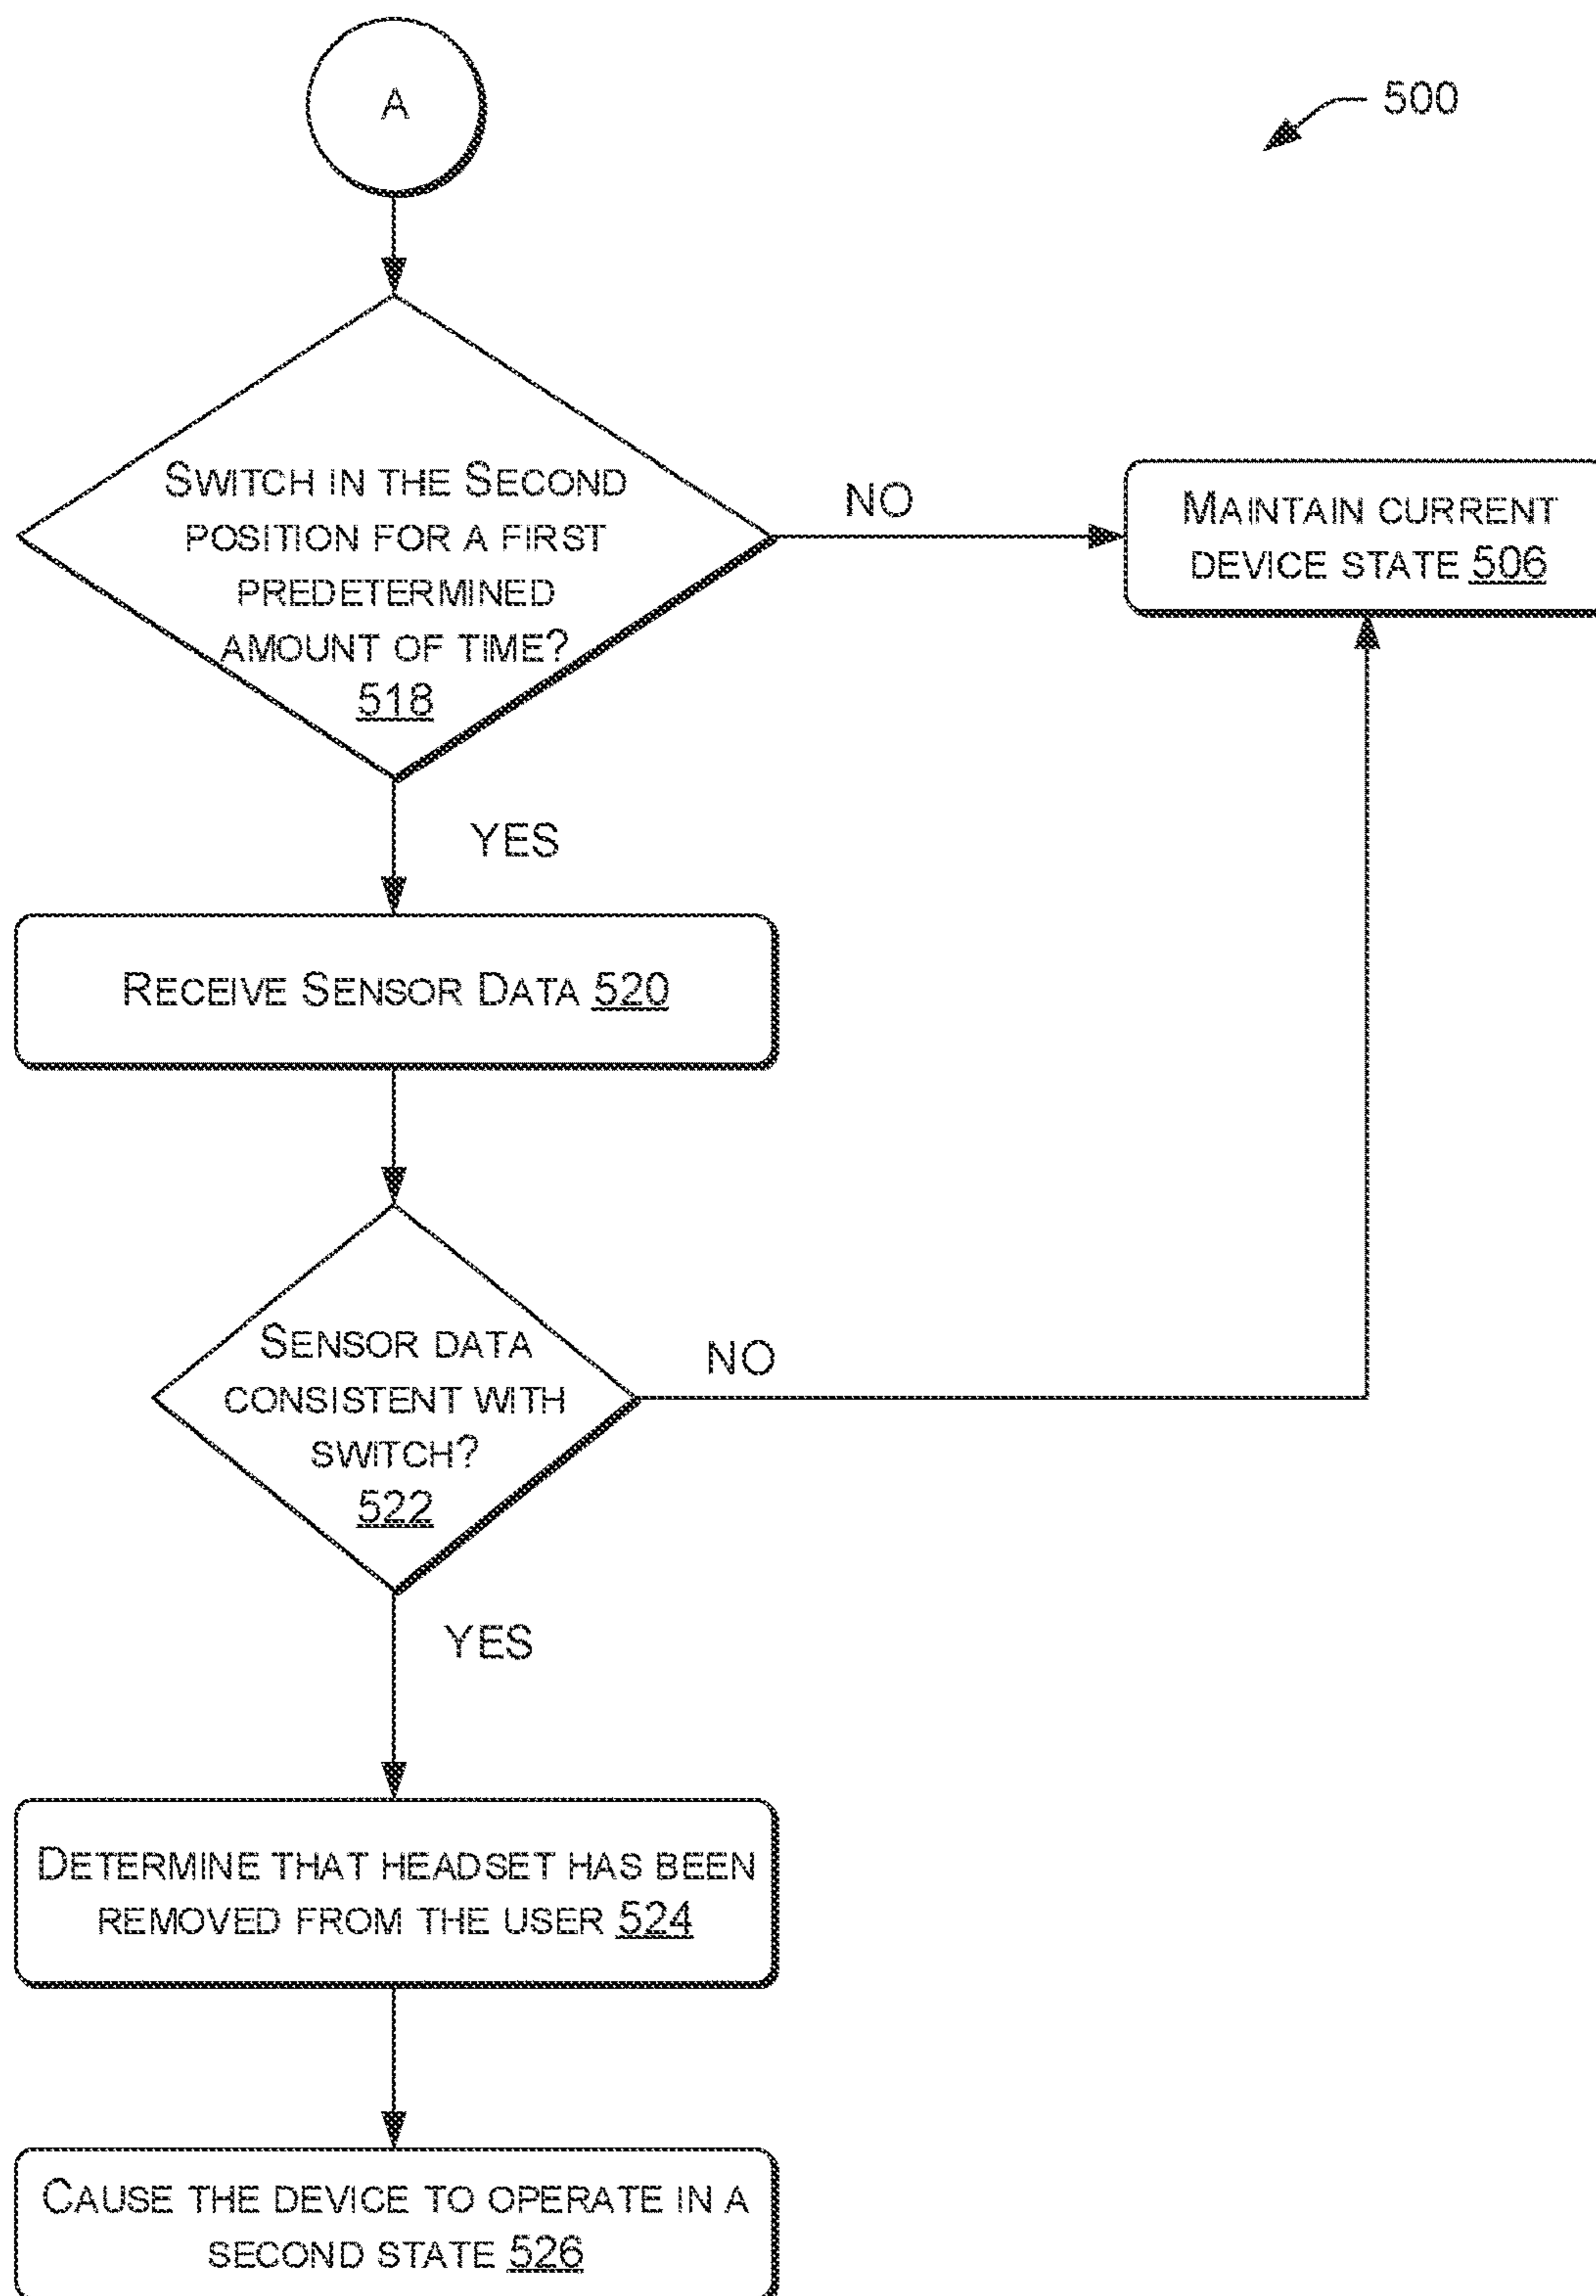 A
500
SWITCH IN THE SECOND
POSITION FOR A FIRST
PREDETERMINED
AMOUNT OF TIME?
518
NO
MAINTAIN CURRENT
DEVICE STATE 506
YES
RECEIVE SENSOR DATA 520
SENSOR DATA
CONSISTENT WITH
SWITCH?
522
NO
YES
DETERMINE THAT HEADSET HAS BEEN
REMOVED FROM THE USER 524
CAUSE THE DEVICE TO OPERATE IN A
SECOND STATE 526